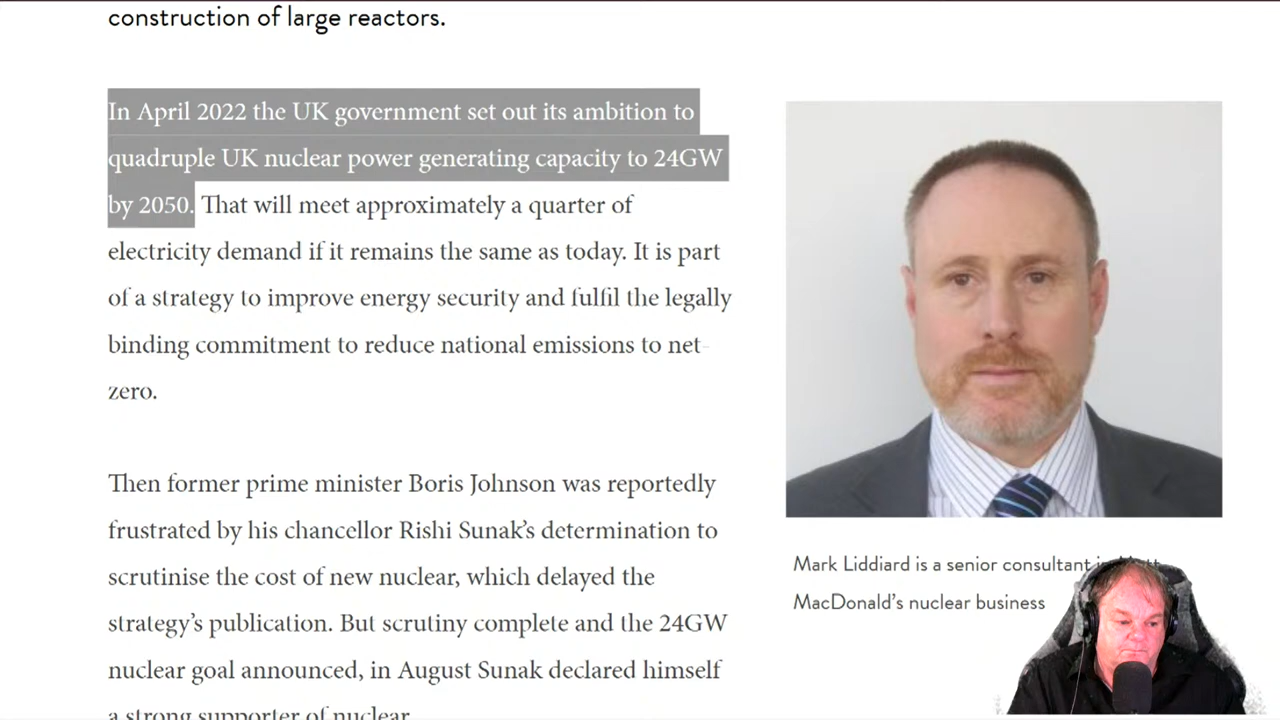 construction of large reactors.
In April 2022 the UK government set out its ambition to
quadruple UK nuclear power generating capacity to 24GW
by 2050. That will meet approximately a quarter of
electricity demand if it remains the same as today. It is part
of a strategy to improve energy security and fulfil the legally
binding commitment to reduce national emissions to net-
zero.
Then former prime minister Boris Johnson was reportedly
frustrated by his chancellor Rishi Sunak's determination to
scrutinise the cost of new nuclear, which delayed the
strategy's publication. But scrutiny complete and the 24GW
nuclear goal announced, in August Sunak declared himself
a strong supporter of nuclear.
Mark Liddiard is a senior consultant
MacDonald's nuclear business